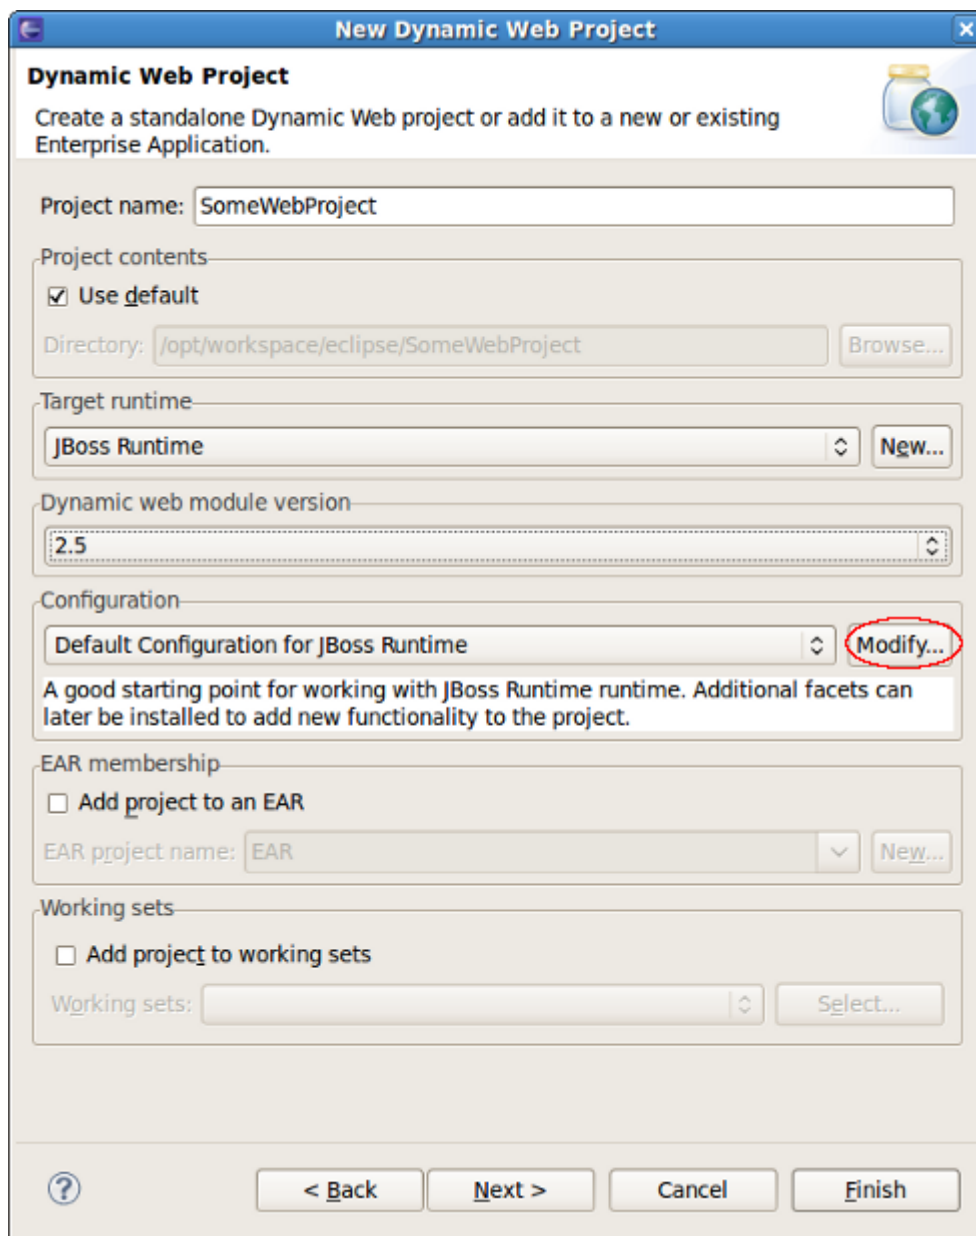 New Dynamic Web Project
Dynamic Web Project
Create a standalone Dynamic Web project or add it to a new or existing
Enterprise Application.
Project name: SomeWebProject
Project contents
Use default
Directory: /opt/workspace/eclipse/SomeWebProject Browse...
Target runtime
JBoss Runtime New...
Dynamic web module version
2.5
Configuration
Default Configuration for JBoss Runtime Modify...
A good starting point for working with JBoss Runtime runtime. Additional facets can
later be installed to add new functionality to the project.
EAR membership
Add project to an EAR
EAR project name: EAR New...
Working sets
Add project to working sets
Working sets: Select...
? < Back Next > Cancel Finish